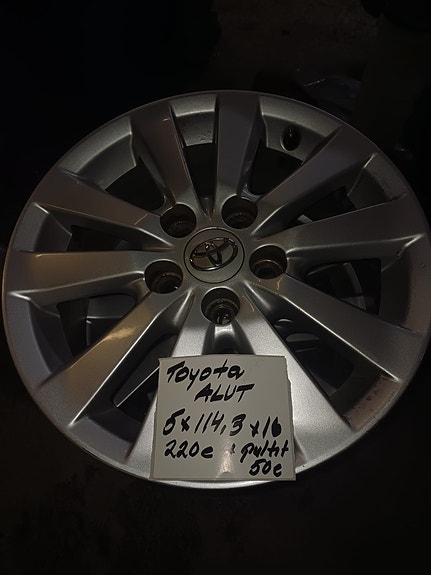 Toyota
ALUT
5x114,3x16
220e + pultit
50e